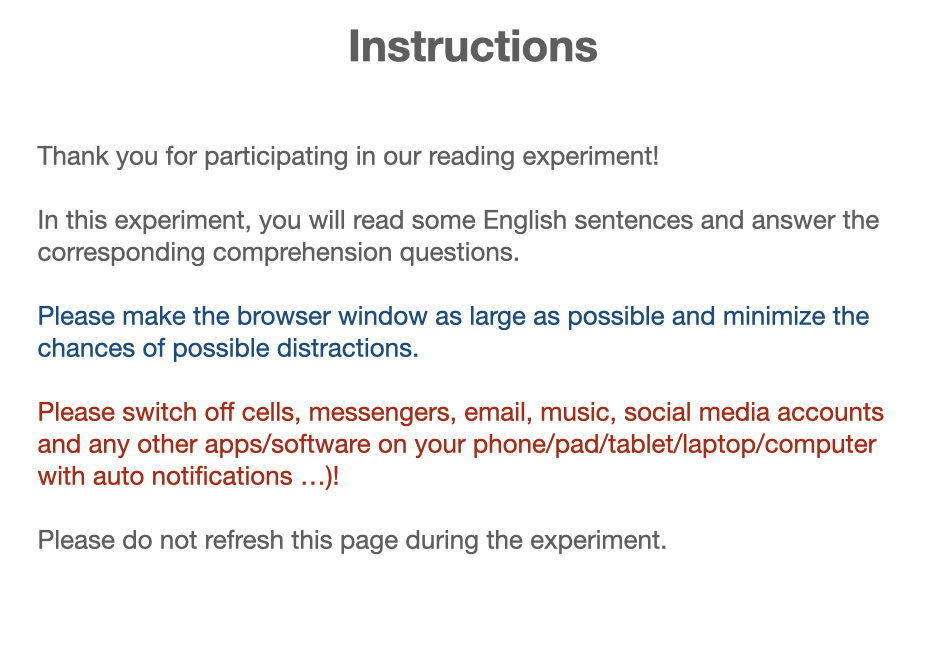 Instructions
Thank you for participating in our reading experiment!
In this experiment, you will read some English sentences and answer the
corresponding comprehension questions.
Please make the browser window as large as possible and minimize the
chances of possible distractions.
Please switch off cells, messengers, email, music, social media accounts
and any other apps/software on your phone/pad/tablet/laptop/computer
with auto notifications …)!
Please do not refresh this page during the experiment.